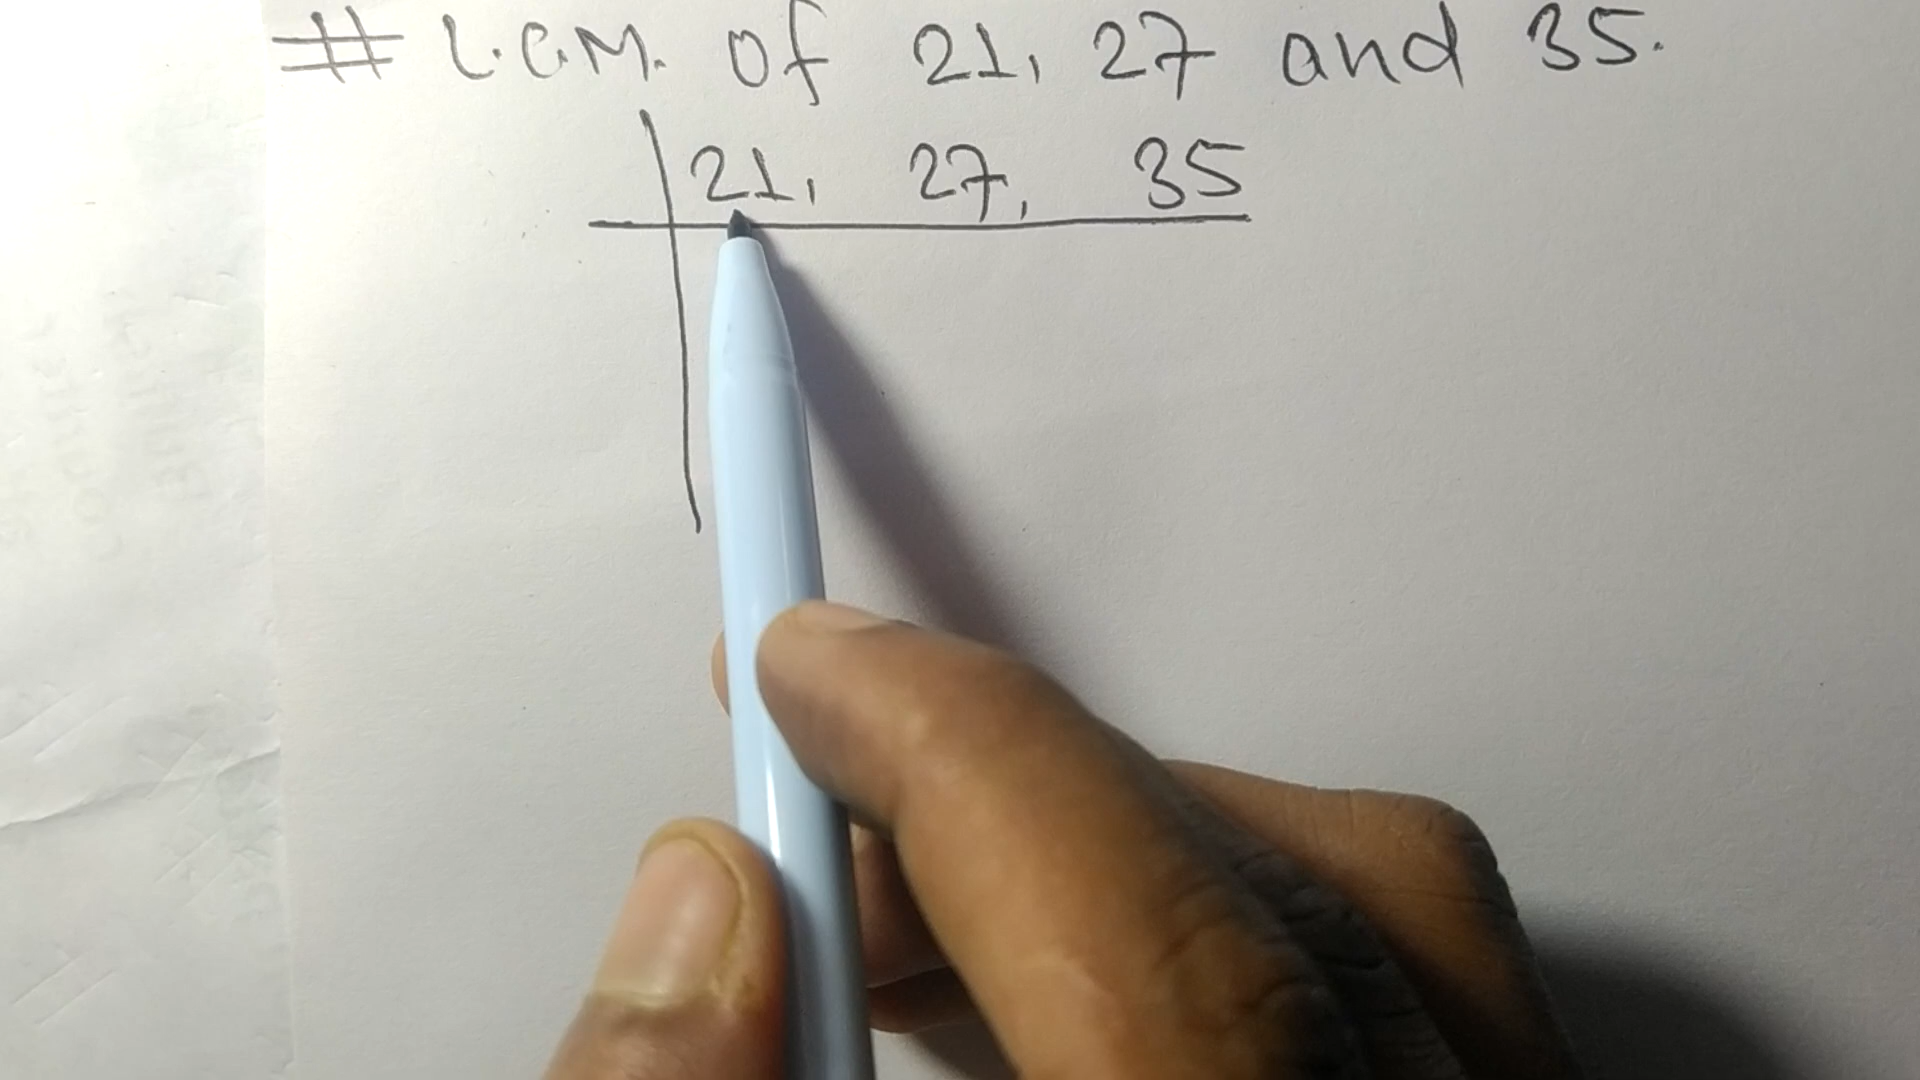 # L.C.M. of 21, 27 and 35.
21, 27, 35